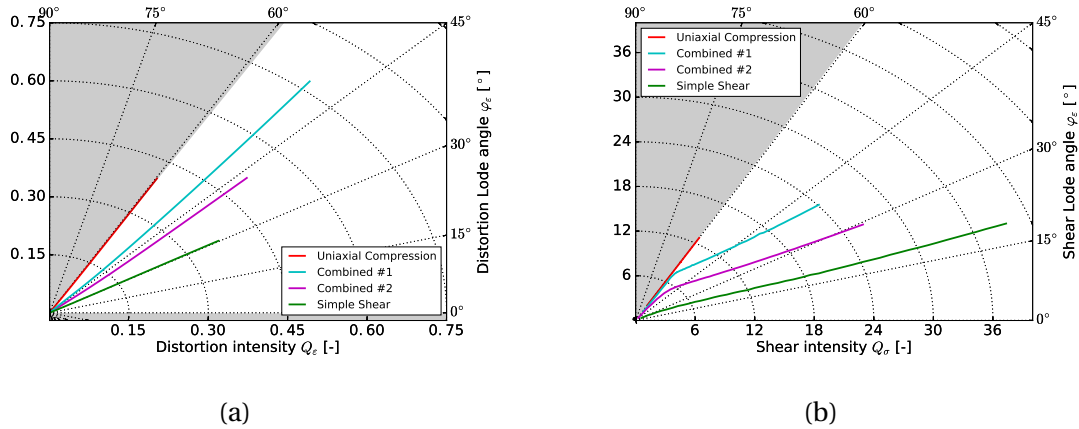 90° 75° 60° 45°
0.75
0.60
0.45
0.30
0.15
0.15 0.30 0.45 0.60 0.75
30°
15°
0°
Distortion Lode angle φε [°]
Uniaxial Compression
Combined #1
Combined #2
Simple Shear
Distortion intensity Qε [-]
(a)
90° 75° 60° 45°
Uniaxial Compression
Combined #1
Combined #2
Simple Shear
36
30
24
18
12
6
6 12 18 24 30 36
30°
15°
0°
Shear Lode angle φε [°]
Shear intensity Qσ [-]
(b)